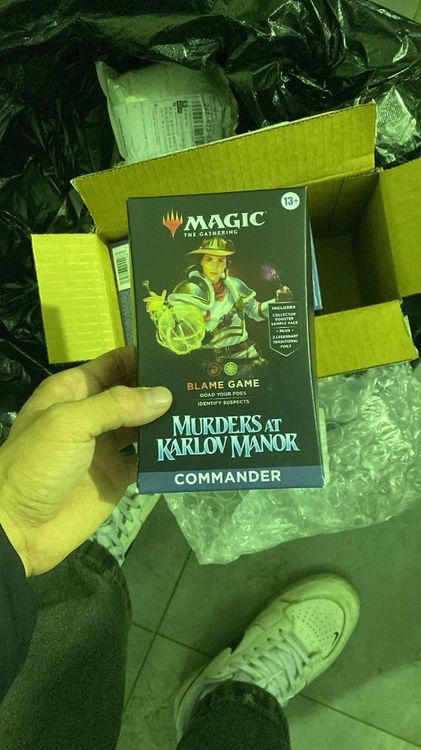 13+
MAGIC
THE GATHERING
INCLUDES
COLLECTOR
BOOSTER
SAMPLE PACK
PLUS
2 LEGENDARY
TRADITIONAL
FOILS
BLAME GAME
GOAD YOUR FOES
IDENTIFY SUSPECTS
MURDERS AT
KARLOV MANOR
COMMANDER